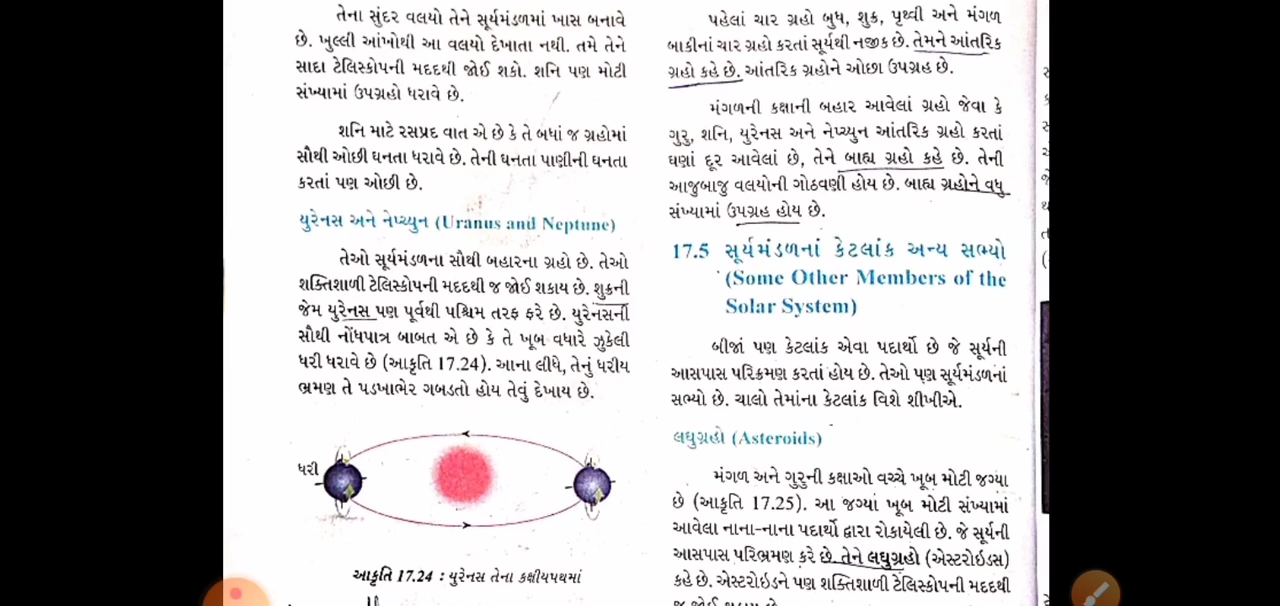 તેના સુંદર વલયો તેને સૂર્યમંડળમાં ખાસ બનાવે
છે. ખુલ્લી આંખોથી આ વલયો દેખાતા નથી. તમે તેને
સાદા ટેલિસ્કોપની મદદથી જોઈ શકો. શનિ પણ મોટી
સંખ્યામાં ઉપગ્રહો ધરાવે છે.
શનિ માટે રસપ્રદ વાત એ છે કે તે બધાં જ ગ્રહોમાં
સૌથી ઓછી ઘનતા ધરાવે છે. તેની ઘનતા પાણીની ઘનતા
કરતાં પણ ઓછી છે.
યુરેનસ અને નેપ્ચ્યુન (Uranus and Neptune)
તેઓ સૂર્યમંડળના સૌથી બહારના ગ્રહો છે. તેઓ
શક્તિશાળી ટેલિસ્કોપની મદદથી જ જોઈ શકાય છે. શુક્રની
જેમ યુરેનસ પણ પૂર્વથી પશ્ચિમ તરફ ફરે છે. યુરેનસની
સૌથી નોંધપાત્ર બાબત એ છે કે તે ખૂબ વધારે ઝુકેલી
ધરી ધરાવે છે (આકૃતિ 17.24). આના લીધે, તેનું ધરીય
ભ્રમણ તે પડખાભેર ગબડતો હોય તેવું દેખાય છે.
ધરી
આકૃતિ 17.24 : યુરેનસ તેના કક્ષીયપથમાં
પહેલાં ચાર ગ્રહો બુધ, શુક્ર, પૃથ્વી અને મંગળ
બાકીનાં ચાર ગ્રહો કરતાં સૂર્યથી નજીક છે. તેમને આંતરિક
ગ્રહો કહે છે. આંતરિક ગ્રહોને ઓછા ઉપગ્રહ છે.
મંગળની કક્ષાની બહાર આવેલાં ગ્રહો જેવા કે
ગુરુ, શનિ, યુરેનસ અને નેપ્ચ્યુન આંતરિક ગ્રહો કરતાં
ઘણાં દૂર આવેલાં છે, તેને બાહ્ય ગ્રહો કહે છે. તેની
આજુબાજુ વલયોની ગોઠવણી હોય છે. બાહ્ય ગ્રહોને વધુ
સંખ્યામાં ઉપગ્રહ હોય છે.
17.5 સૂર્યમંડળનાં કેટલાંક અન્ય સભ્યો
(Some Other Members of the
Solar System)
બીજાં પણ કેટલાંક એવા પદાર્થો છે જે સૂર્યની
આસપાસ પરિક્રમણ કરતાં હોય છે. તેઓ પણ સૂર્યમંડળનાં
સભ્યો છે. ચાલો તેમાંના કેટલાંક વિશે શીખીએ.
લઘુગ્રહો (Asteroids)
મંગળ અને ગુરુની કક્ષાઓ વચ્ચે ખૂબ મોટી જગ્યા
છે (આકૃતિ 17.25). આ જગ્યાં ખૂબ મોટી સંખ્યામાં
આવેલા નાના-નાના પદાર્થો દ્વારા રોકાયેલી છે. જે સૂર્યની
આસપાસ પરિભ્રમણ કરે છે. તેને લઘુગ્રહો (એસ્ટરોઇડસ)
કહે છે. એસ્ટરોઇડને પણ શક્તિશાળી ટેલિસ્કોપની મદદથી